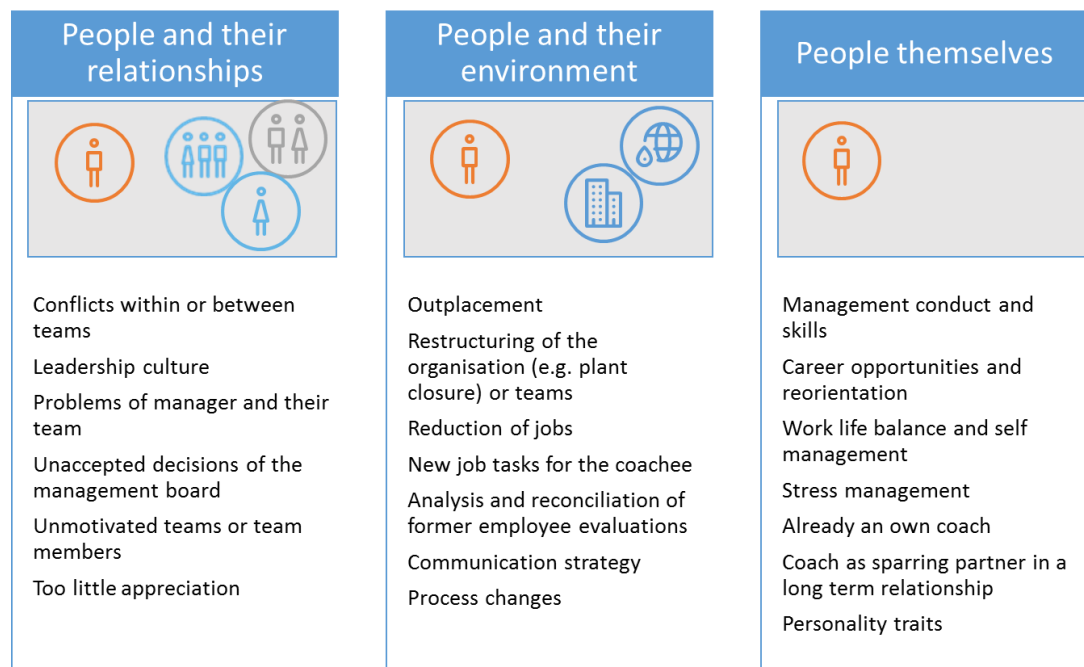 People and their
relationships
Conflicts within or between
teams
Leadership culture
Problems of manager and their
team
Unaccepted decisions of the
management board
Unmotivated teams or team
members
Too little appreciation
People and their
environment
Outplacement
Restructuring of the
organisation (e.g. plant
closure) or teams
Reduction of jobs
New job tasks for the coachee
Analysis and reconciliation of
former employee evaluations
Communication strategy
Process changes
People themselves
Management conduct and
skills
Career opportunities and
reorientation
Work life balance and self
management
Stress management
Already an own coach
Coach as sparring partner in a
long term relationship
Personality traits